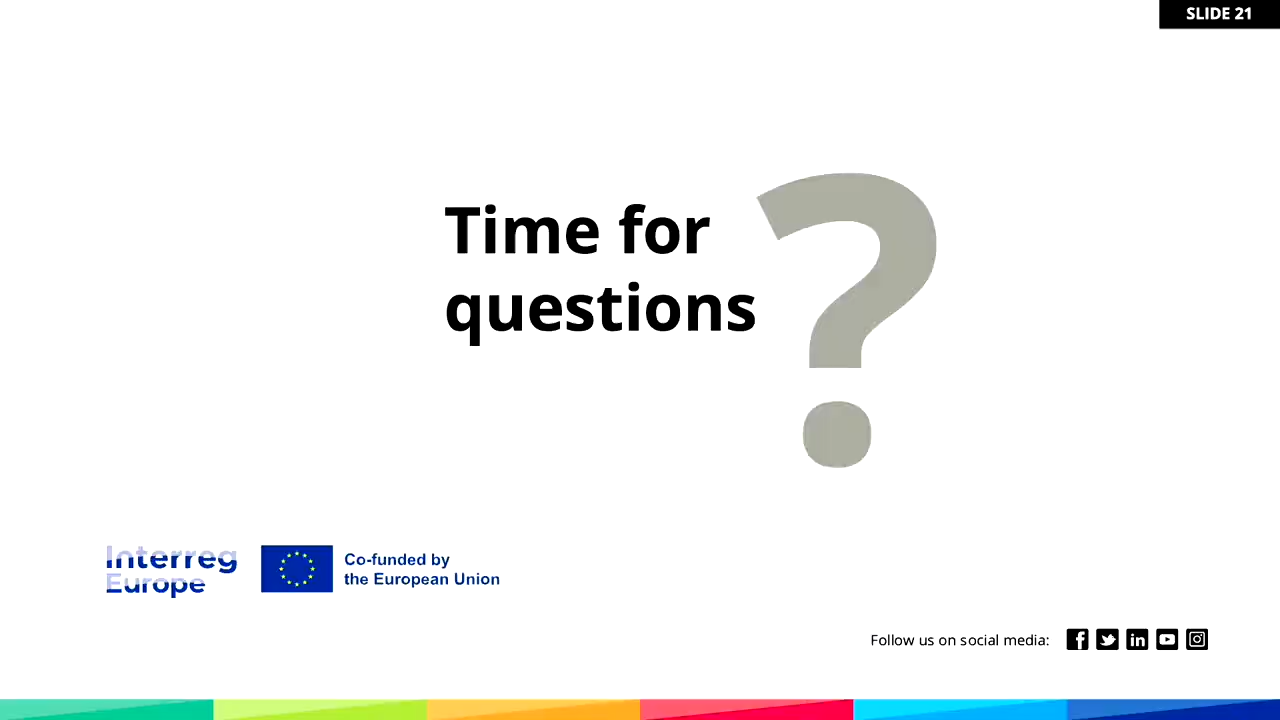 SLIDE 21
Time for
questions
?
Interreg
Europe
Co-funded by
the European Union
Follow us on social media: